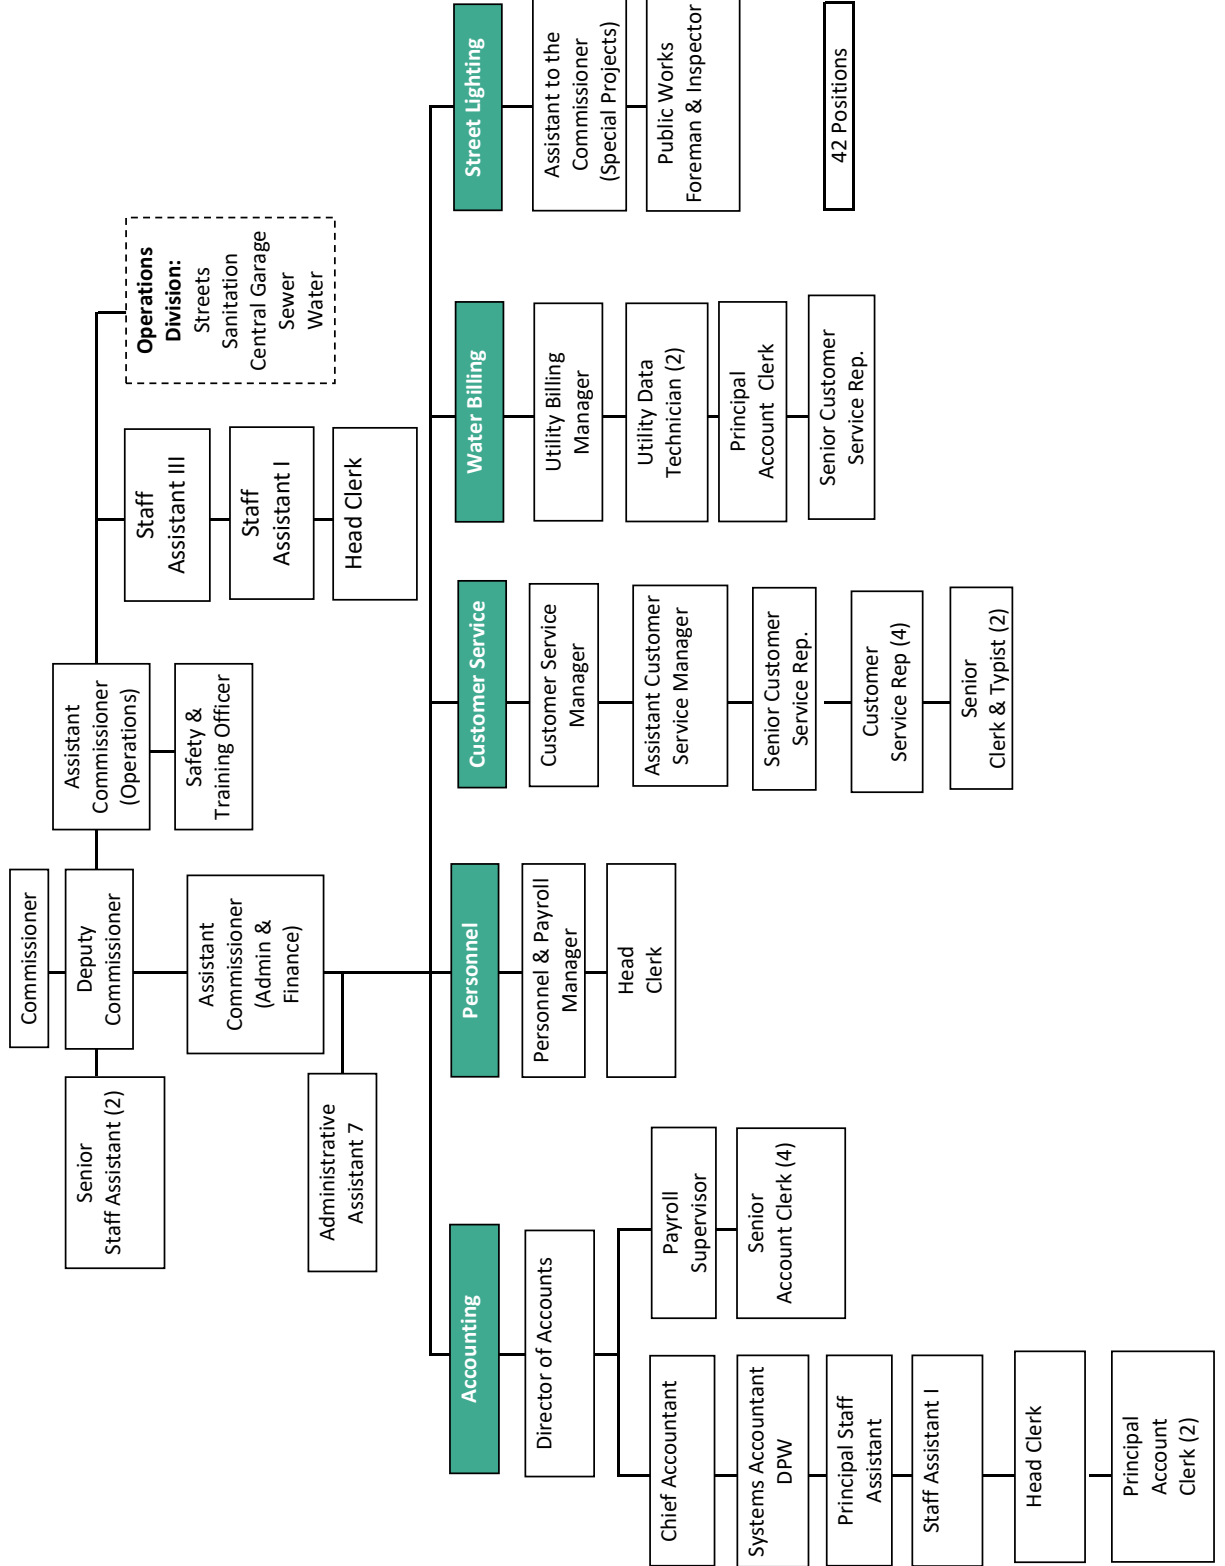 Commissioner
Deputy
Commissioner
Senior
Staff Assistant (2)
Assistant
Commissioner
(Operations)
Safety &
Training Officer
Operations
Division:
Streets
Sanitation
Central Garage
Sewer
Water
Staff
Assistant III
Staff
Assistant I
Head Clerk
Assistant
Commissioner
(Admin &
Finance)
Administrative
Assistant 7
Accounting
Director of Accounts
Chief Accountant
Systems Accountant
DPW
Principal Staff
Assistant
Staff Assistant I
Head Clerk
Principal
Account
Clerk (2)
Payroll
Supervisor
Senior
Account Clerk (4)
Personnel
Personnel & Payroll
Manager
Head
Clerk
Customer Service
Customer Service
Manager
Assistant Customer
Service Manager
Senior Customer
Service Rep.
Customer
Service Rep (4)
Senior
Clerk & Typist (2)
Water Billing
Utility Billing
Manager
Utility Data
Technician (2)
Principal
Account Clerk
Senior Customer
Service Rep.
Street Lighting
Assistant to the
Commissioner
(Special Projects)
Public Works
Foreman & Inspector
42 Positions